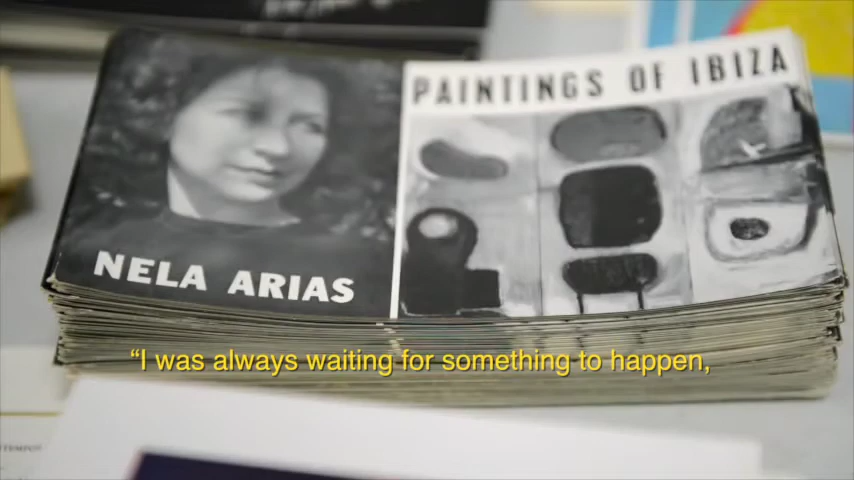 PAINTINGS OF IBIZA
NELA ARIAS
“I was always waiting for something to happen,